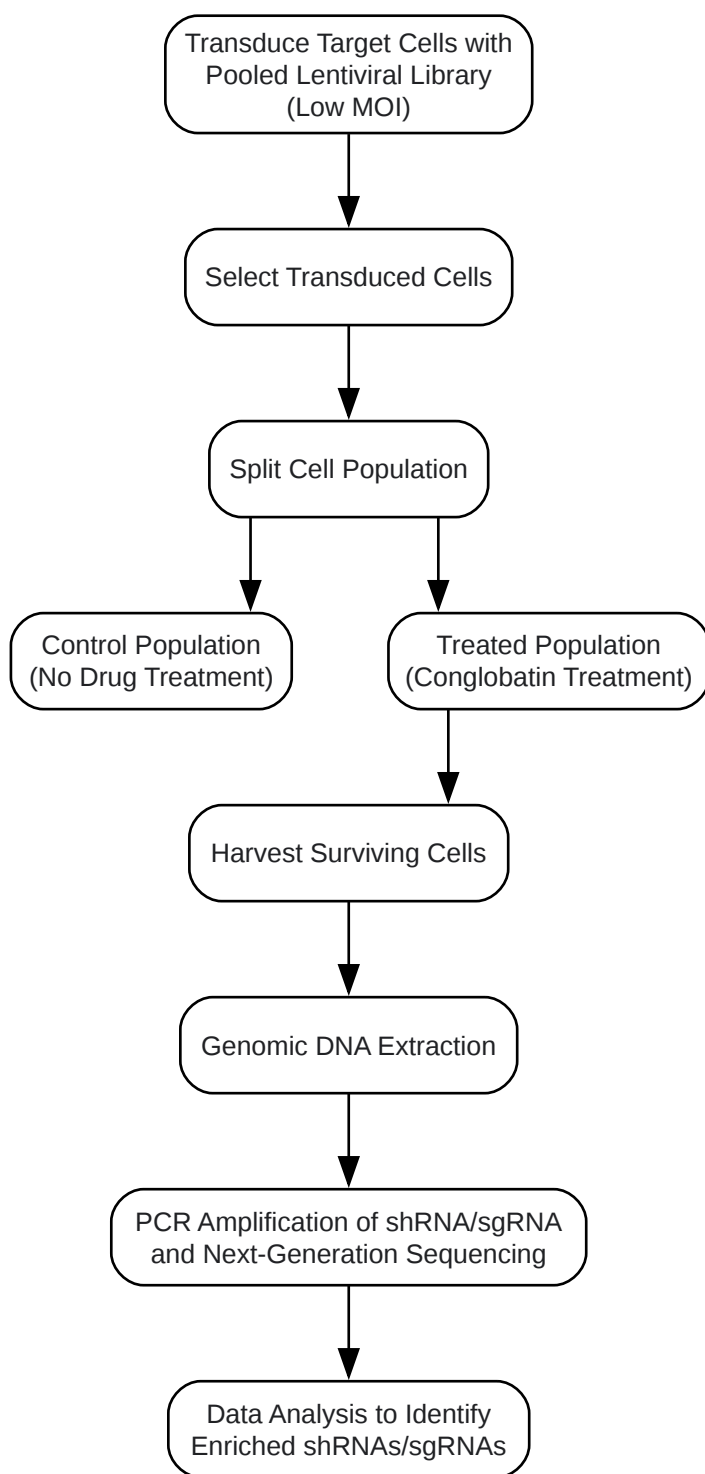 Transduce Target Cells with
Pooled Lentiviral Library
(Low MOI)
Select Transduced Cells
Split Cell Population
Control Population
(No Drug Treatment)
Treated Population
(Conglobatin Treatment)
Harvest Surviving Cells
Genomic DNA Extraction
PCR Amplification of shRNA/sgRNA
and Next-Generation Sequencing
Data Analysis to Identify
Enriched shRNAs/sgRNAs